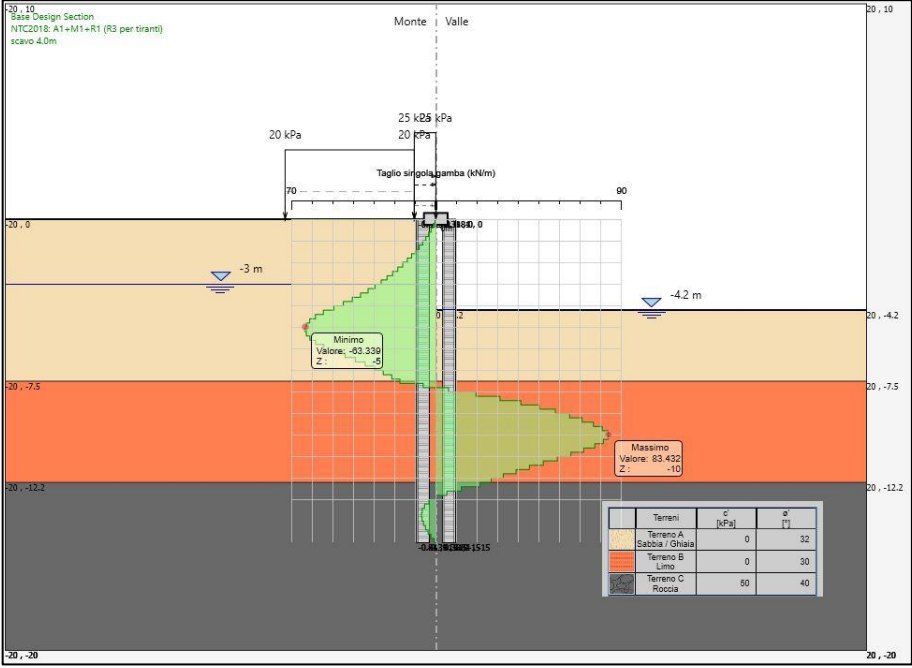 -20 , 10
20 , 10
Base Design Section
NTC2018: A1+M1+R1 (R3 per tiranti)
scavo 4.0m
Monte
Valle
20 kPa
20 kPa
Taglio singola gamba (kN/m)
70
90
-20 , 0
-3 m
-4.2 m
20 , -4.2
Minimo
Valore: -63.339
Z : -5
-20 , -7.5
20 , -7.5
Massimo
Valore: 83.432
Z : -10
-20 , -12.2
20 , -12.2
Terreni c' [kPa] ø' [°]
Terreno A
Sabbia / Ghiaia 0 32
Terreno B
Limo 0 30
Terreno C
Roccia 50 40
-20 , -20
20 , -20